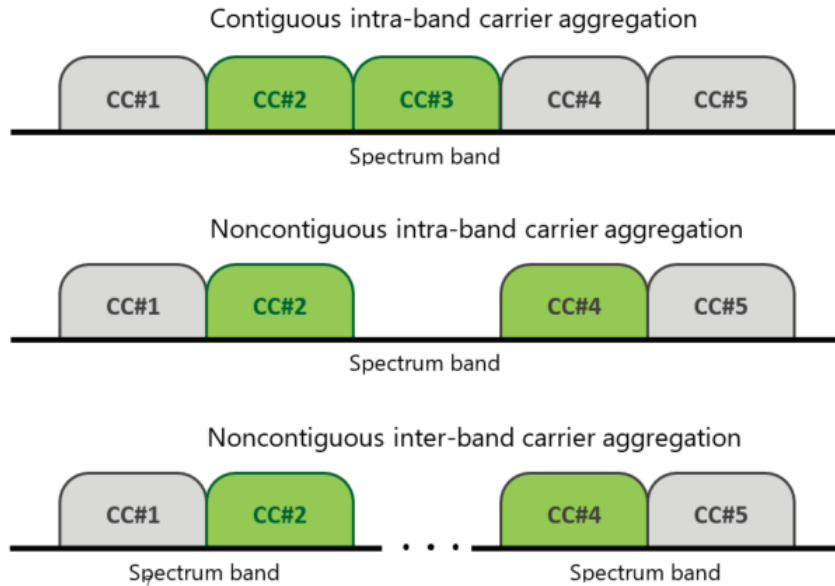 Contiguous intra-band carrier aggregation
CC#1 CC#2 CC#3 CC#4 CC#5
Spectrum band
Noncontiguous intra-band carrier aggregation
CC#1 CC#2 CC#4 CC#5
Spectrum band
Noncontiguous inter-band carrier aggregation
CC#1 CC#2 . . . CC#4 CC#5
Spectrum band Spectrum band